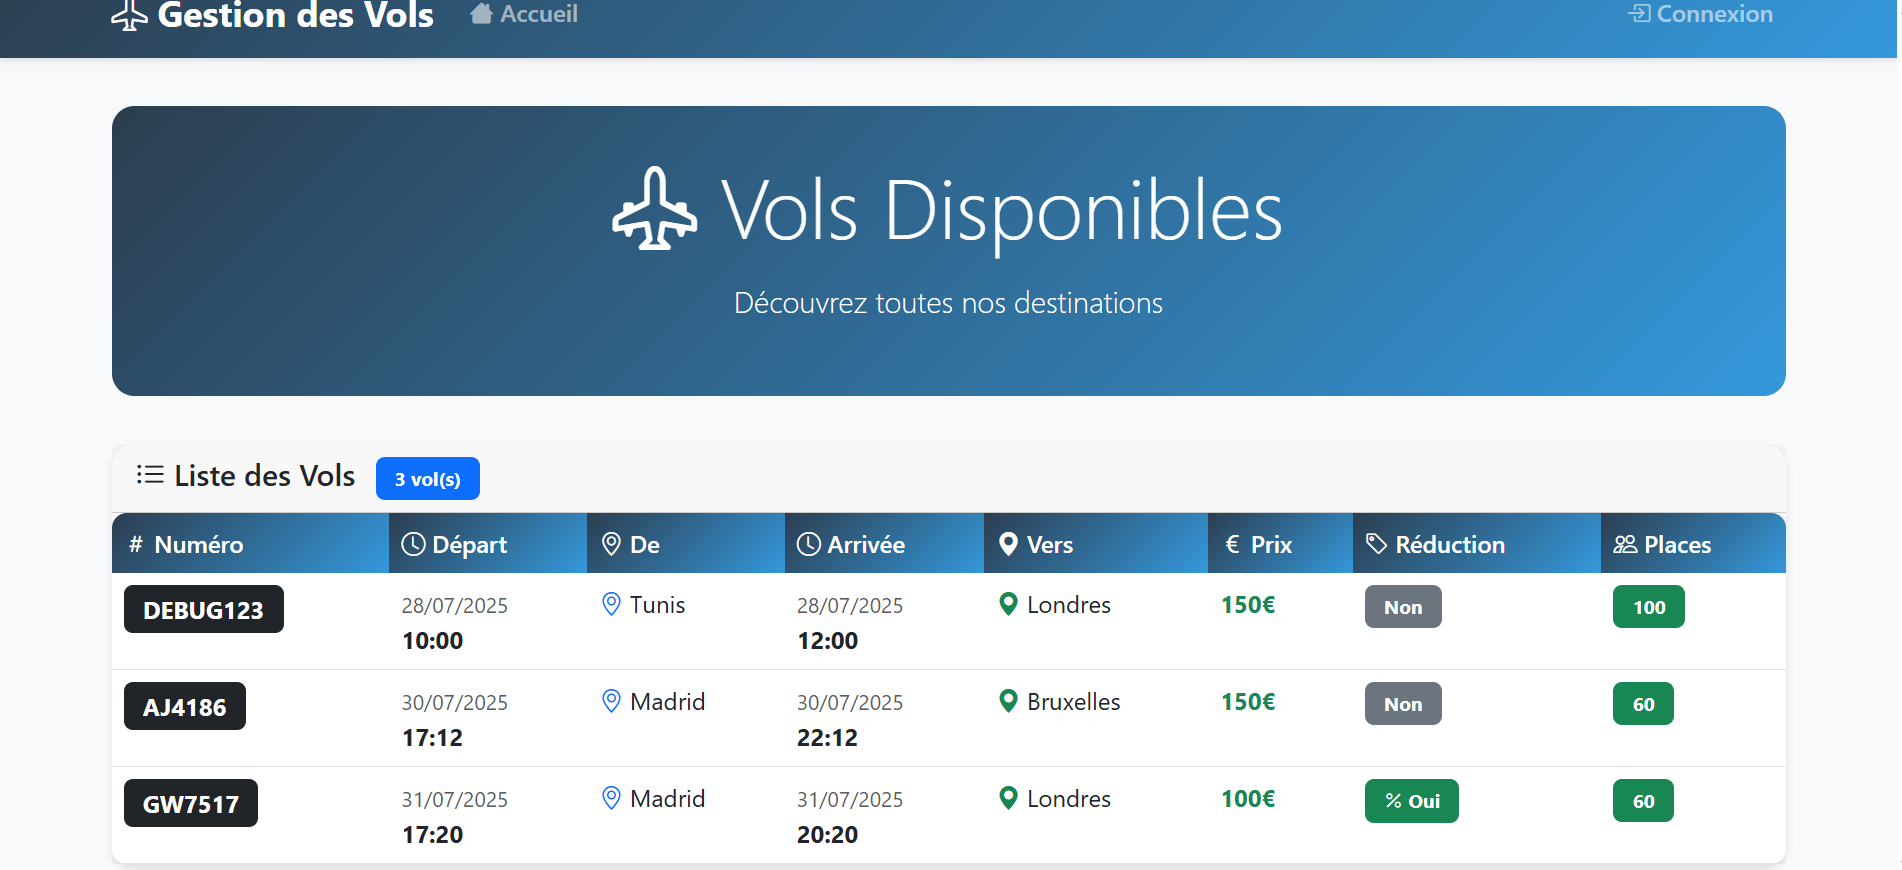 Gestion des Vols Accueil Connexion
Vols Disponibles
Découvrez toutes nos destinations
Liste des Vols 3 vol(s)
# Numéro Départ De Arrivée Vers € Prix Réduction Places
DEBUG123 28/07/2025 Tunis 28/07/2025 Londres 150€ Non 100
10:00 12:00
AJ4186 30/07/2025 Madrid 30/07/2025 Bruxelles 150€ Non 60
17:12 22:12
GW7517 31/07/2025 Madrid 31/07/2025 Londres 100€ % Oui 60
17:20 20:20